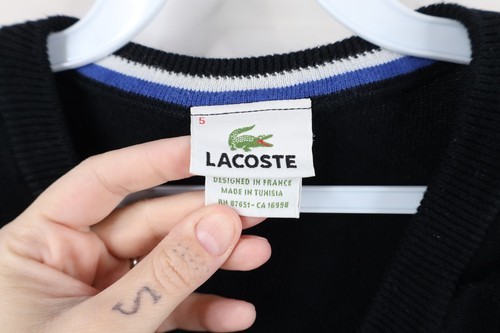 5
LACOSTE
DESIGNED IN FRANCE
MADE IN TUNISIA
RN 87651 - CA 16998